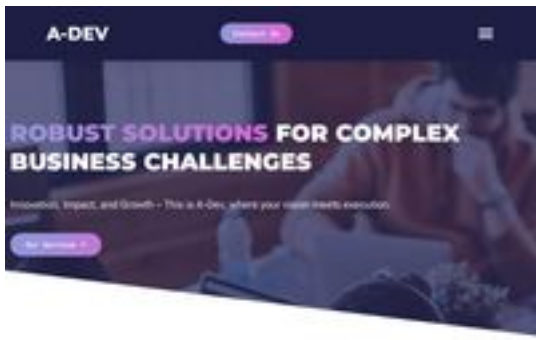 A-DEV
Contact Us
ROBUST SOLUTIONS FOR COMPLEX
BUSINESS CHALLENGES
Innovation, Impact, and Growth – This is A-Dev, where your vision meets execution.
Our Services